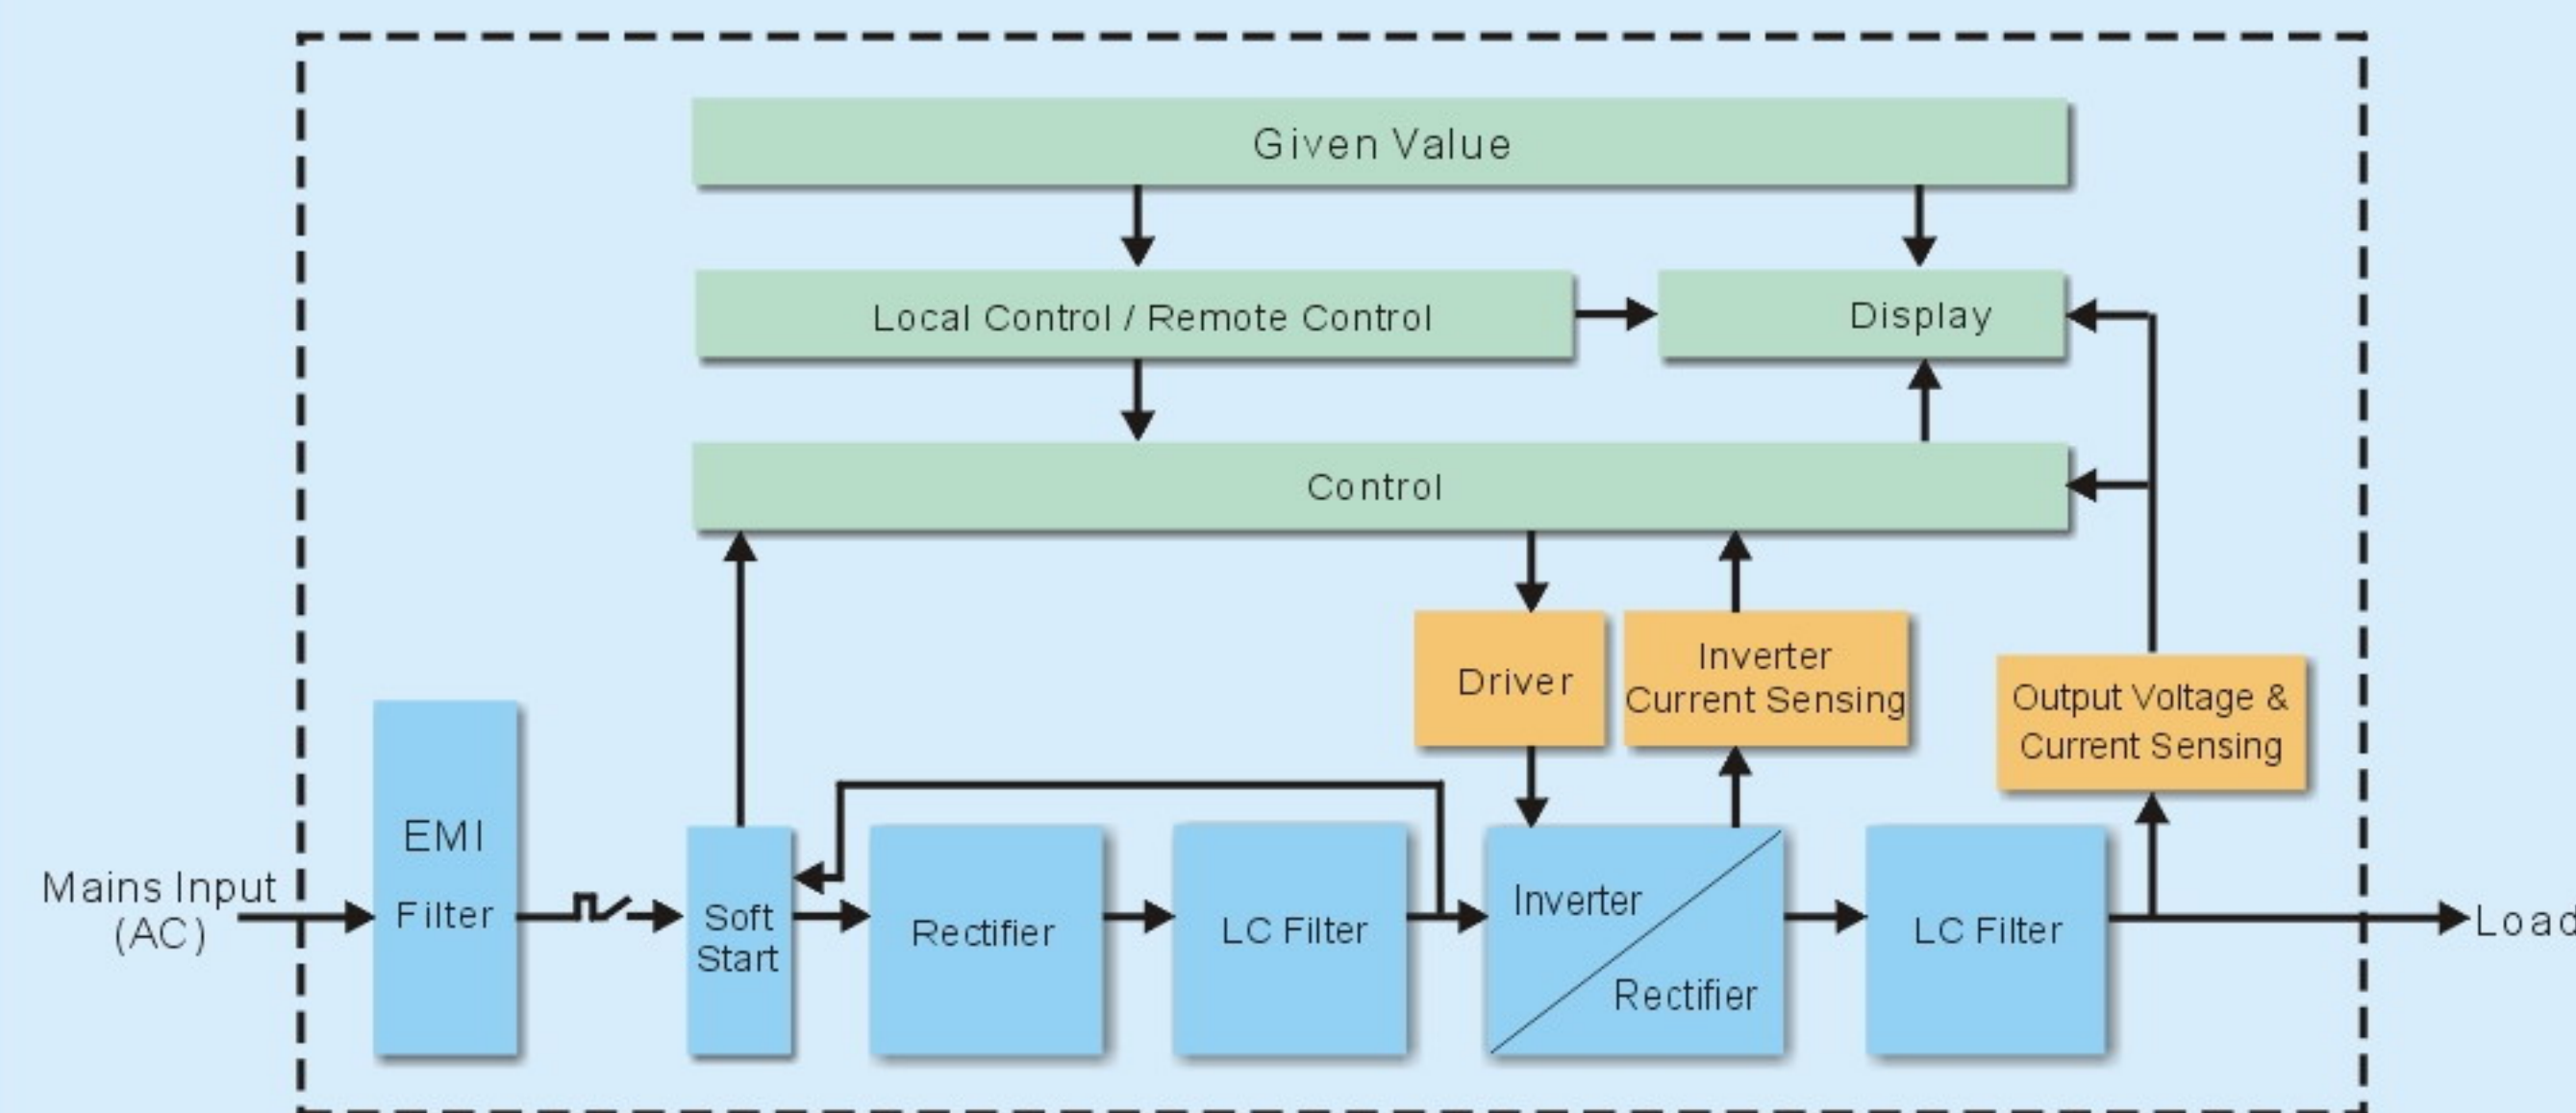 Given Value
Local Control / Remote Control
Display
Control
Driver
Inverter
Current Sensing
Output Voltage &
Current Sensing
Mains Input
(AC)
EMI
Filter
Soft
Start
Rectifier
LC Filter
Inverter
Rectifier
LC Filter
Load